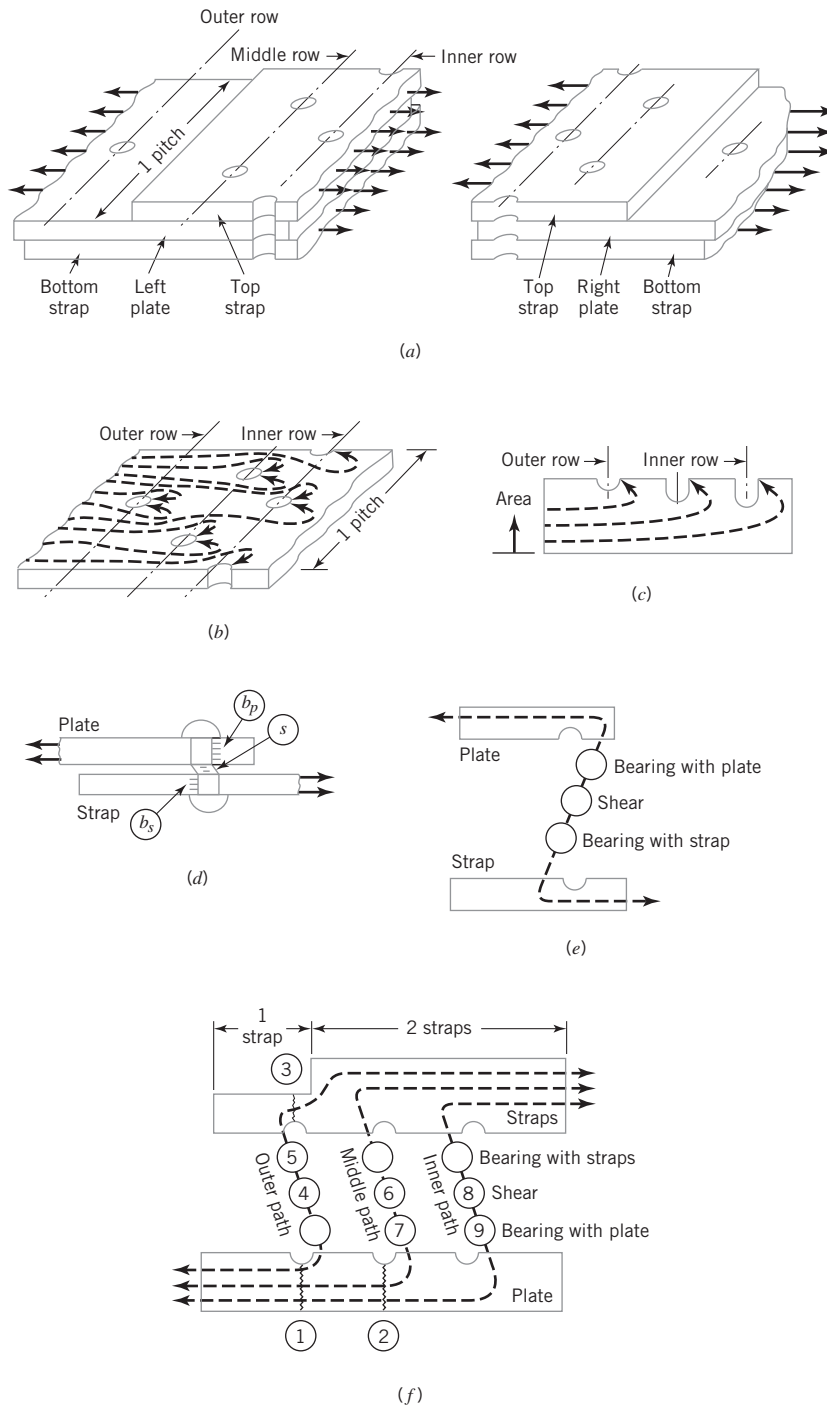 Outer row
Middle row
Inner row
1 pitch
Bottom strap
Left plate
Top strap
Top strap
Right plate
Bottom strap
(a)
Outer row
Inner row
1 pitch
(b)
Outer row
Inner row
Area
(c)
Plate
bp
s
Strap
bs
(d)
Plate
Bearing with plate
Shear
Bearing with strap
Strap
(e)
1 strap
2 straps
3
Straps
Outer path
5
4
Middle path
6
7
Inner path
8
9
Bearing with straps
Shear
Bearing with plate
Plate
1
2
(f)